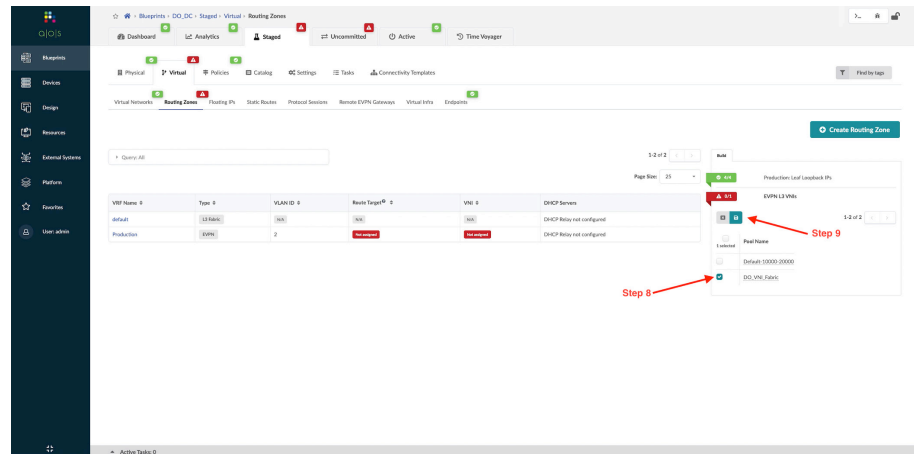 a|o|s
Blueprints
Devices
Design
Resources
External Systems
Platform
Favorites
User: admin
Blueprints › DO_DC › Staged › Virtual › Routing Zones
Dashboard Analytics Staged Uncommitted Active Time Voyager
Physical Virtual Policies Catalog Settings Tasks Connectivity Templates
Find by tags
Virtual Networks Routing Zones Floating IPs Static Routes Protocol Sessions Remote EVPN Gateways Virtual Infra Endpoints
Create Routing Zone
Query: All
1-2 of 2
Page Size: 25
VRF Name Type VLAN ID Route Target VNI DHCP Servers
default L3 Fabric N/A N/A N/A DHCP Relay not configured
Production EVPN 2 Not assigned Not assigned DHCP Relay not configured
Build
Production: Leaf Loopback IPs
0/1 EVPN L3 VNIs
1-2 of 2
Step 9
1 selected Pool Name
Default-10000-20000
DO_VNI_Fabric
Step 8
Active Tasks: 0